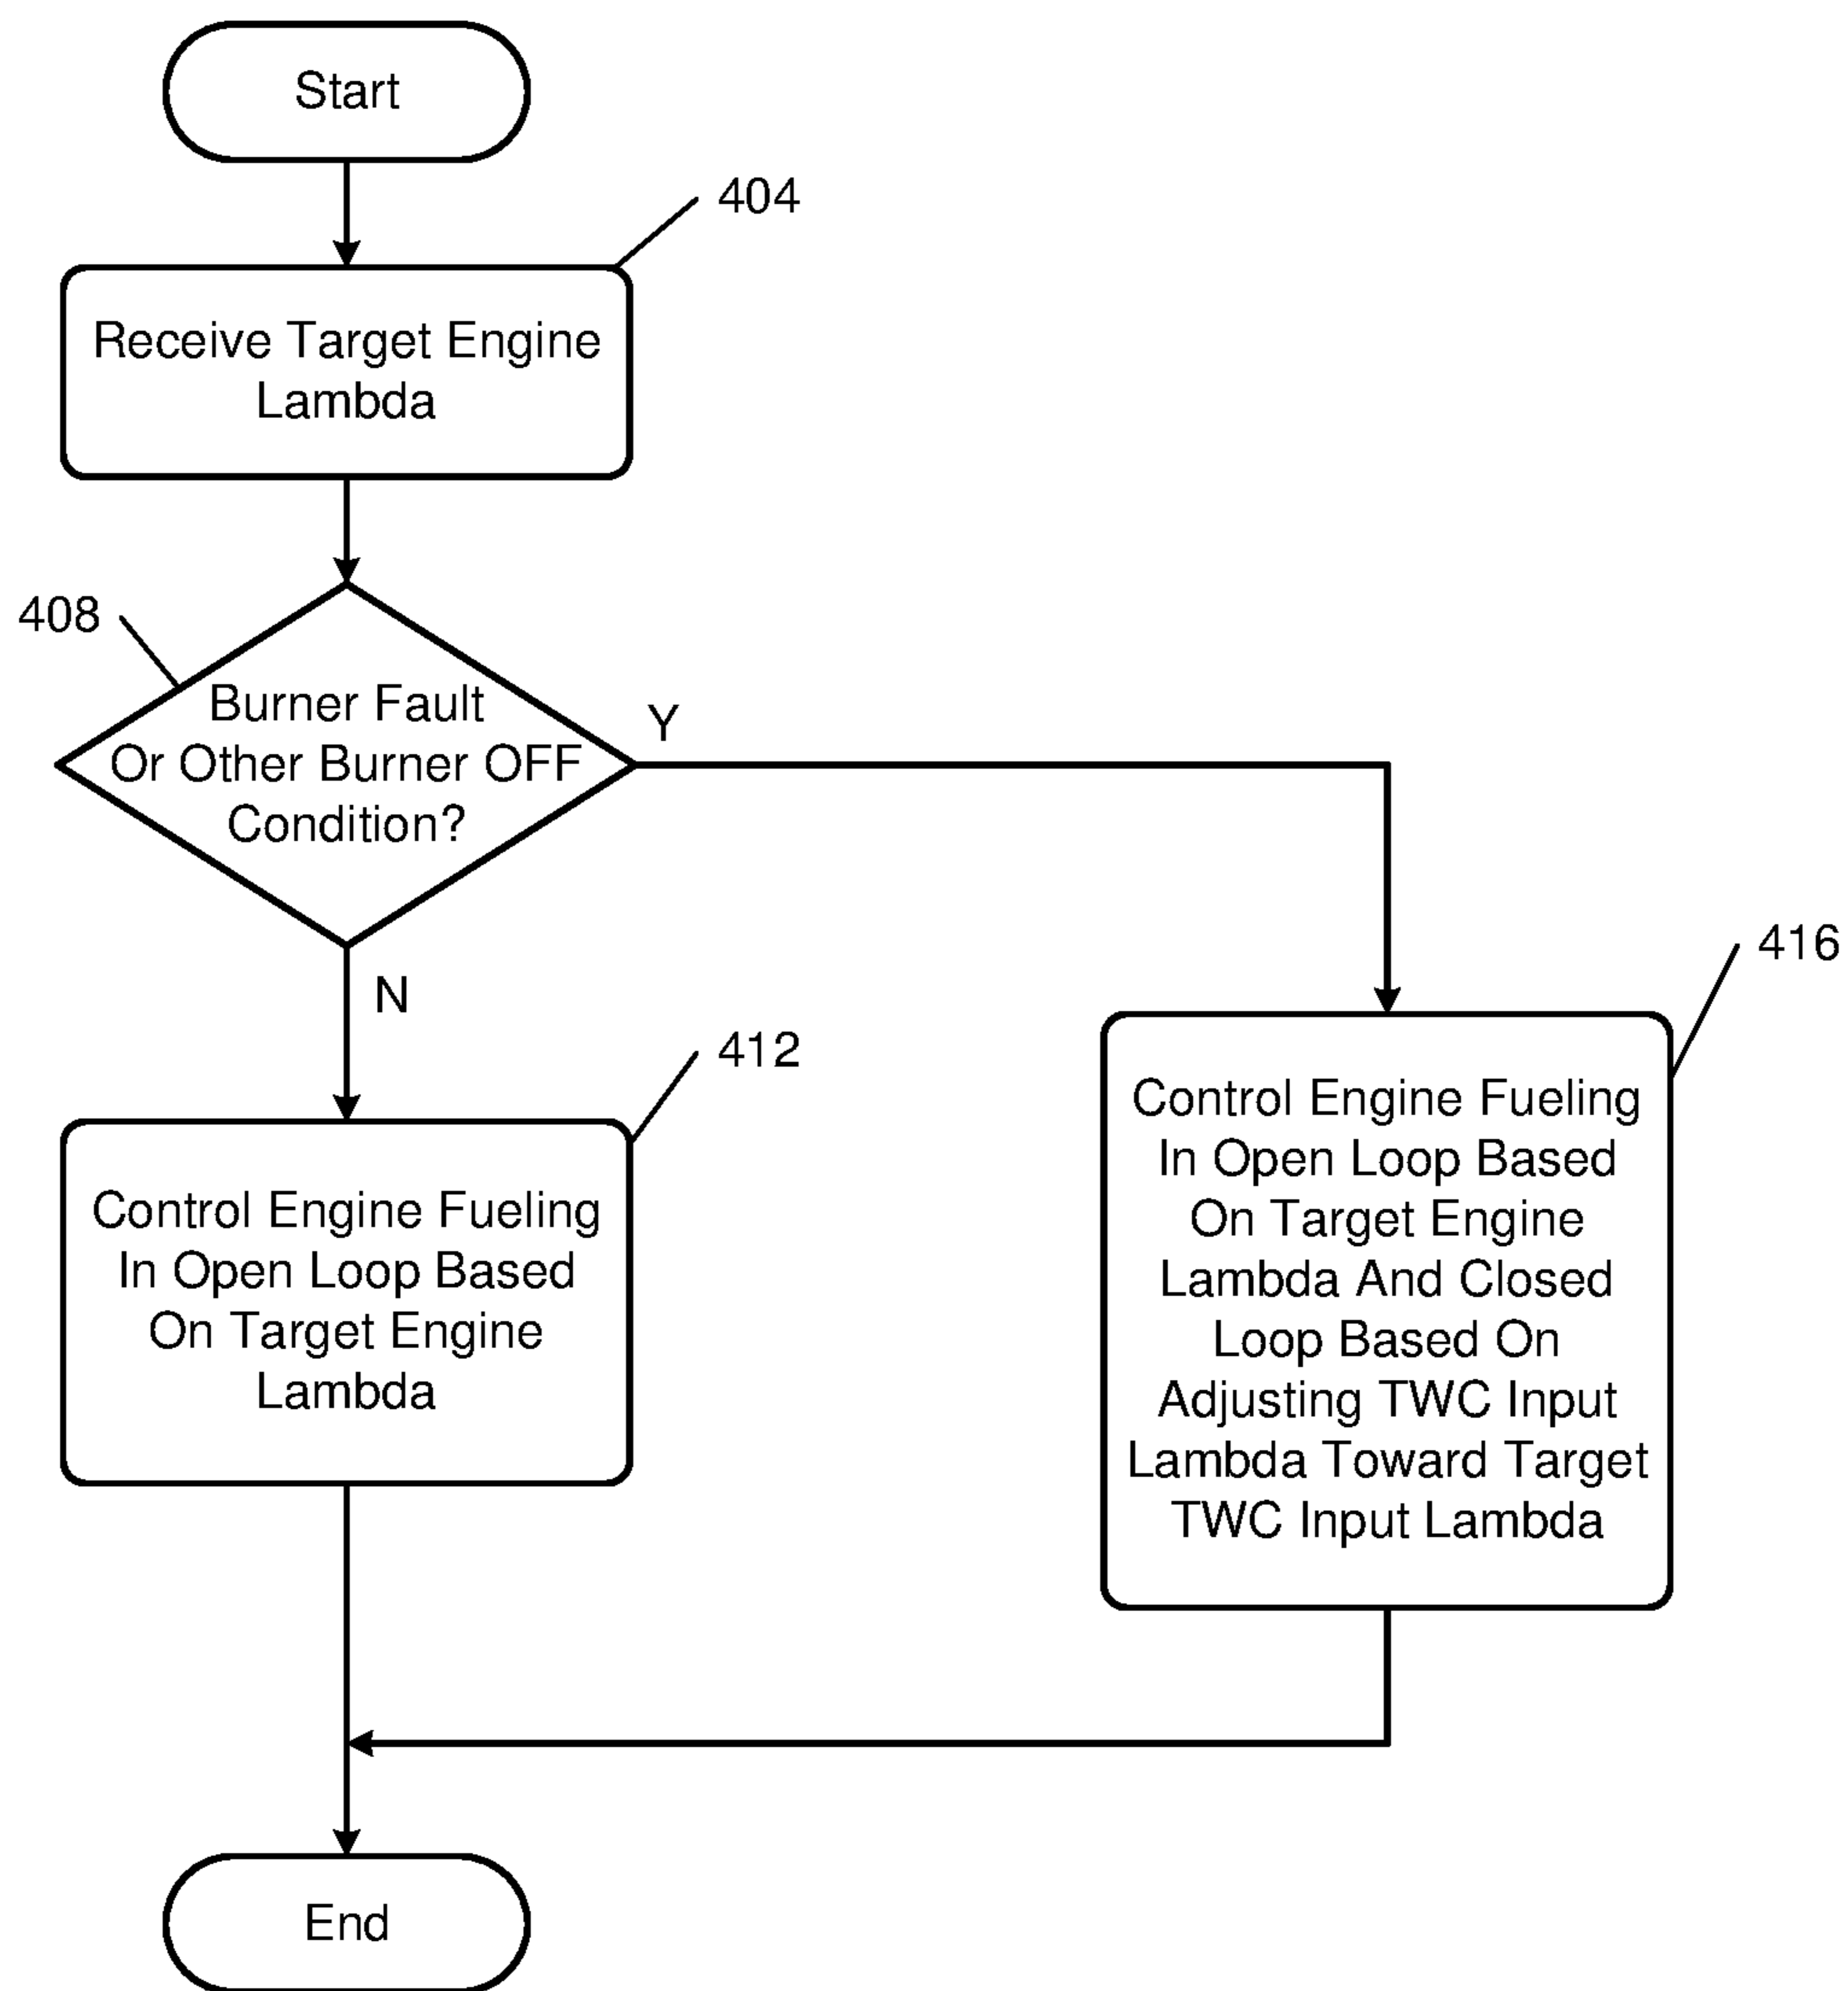 Start
404
Receive Target Engine
Lambda
408
Burner Fault
Or Other Burner OFF
Condition?
Y
N
412
Control Engine Fueling
In Open Loop Based
On Target Engine
Lambda
416
Control Engine Fueling
In Open Loop Based
On Target Engine
Lambda And Closed
Loop Based On
Adjusting TWC Input
Lambda Toward Target
TWC Input Lambda
End